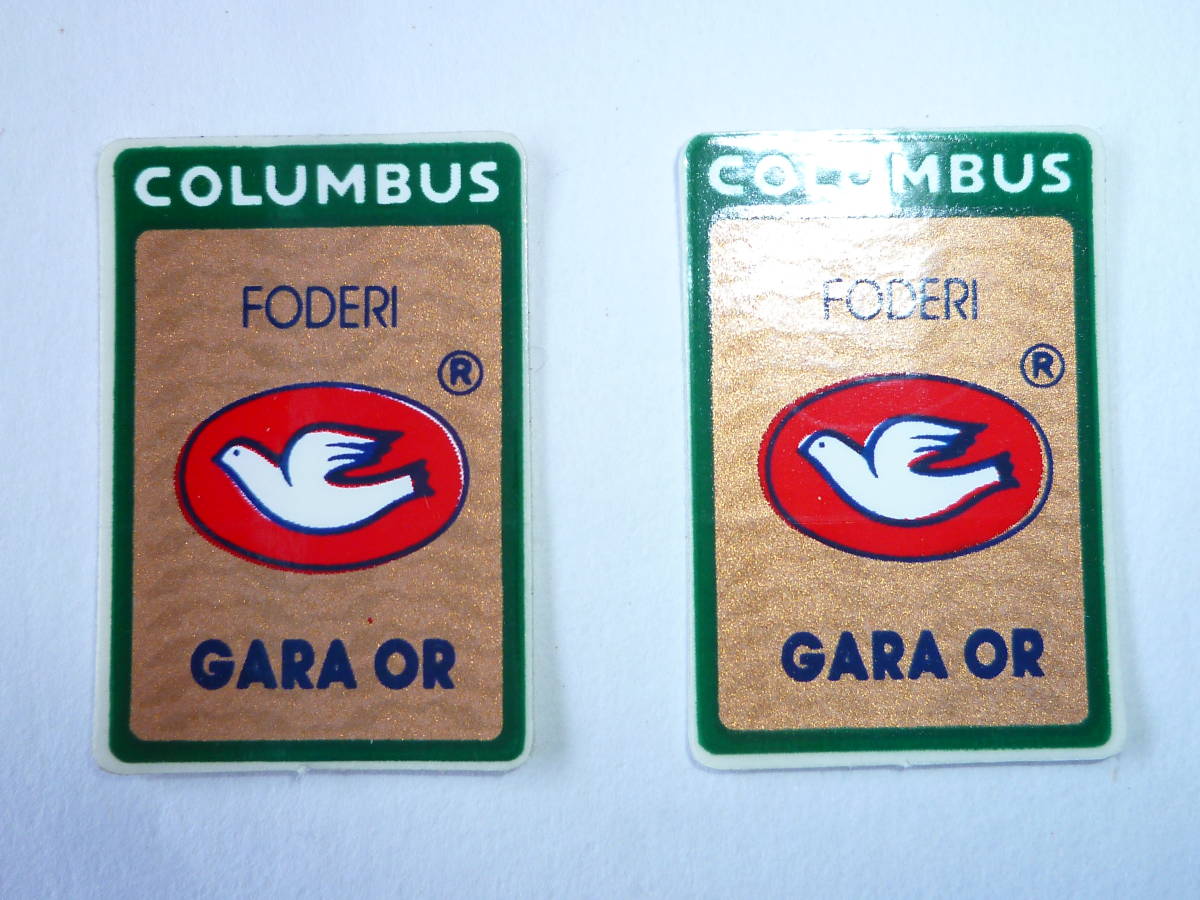 COLUMBUS
FODERI
®
GARA OR
COLUMBUS
FODERI
®
GARA OR